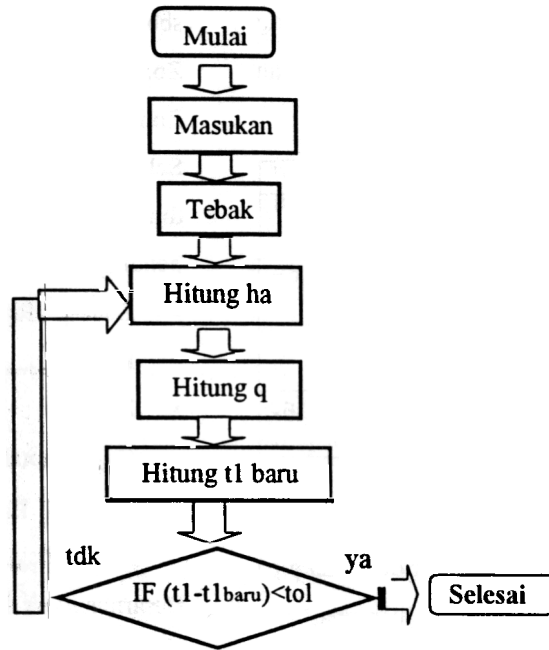 Mulai
Masukan
Tebak
Hitung ha
Hitung q
Hitung t1 baru
tdk
ya
IF (t1-t1baru)<tol
Selesai